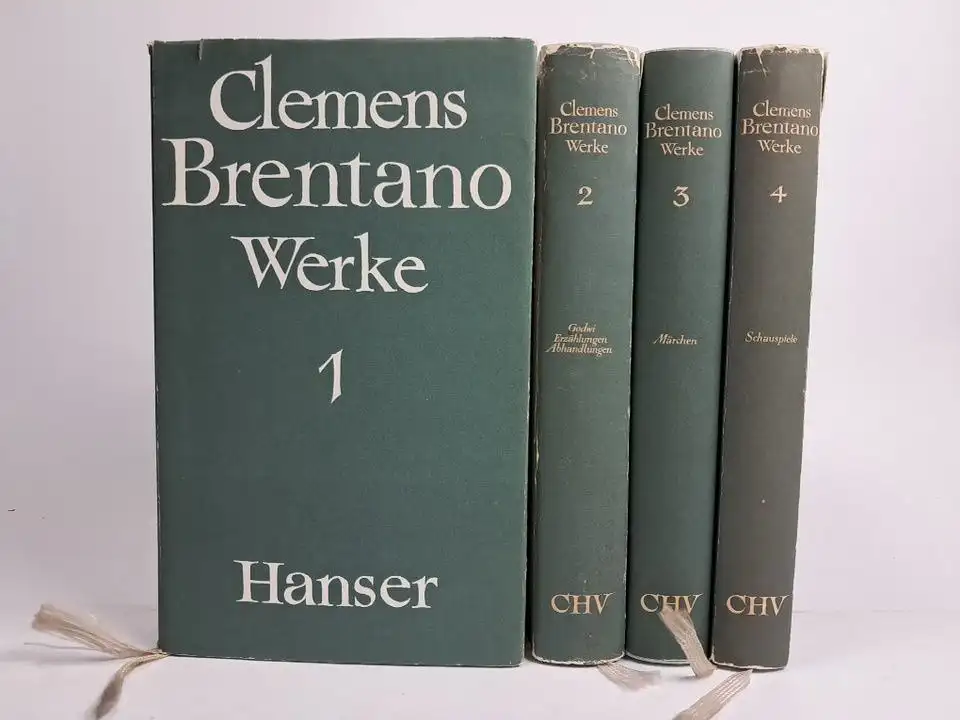 Clemens
Brentano
Werke
1
Hanser
Clemens
Brentano
Werke
2
Godwi
Erzählungen
Abhandlungen
CHV
Clemens
Brentano
Werke
3
Märchen
CHV
Clemens
Brentano
Werke
4
Schauspiele
CHV